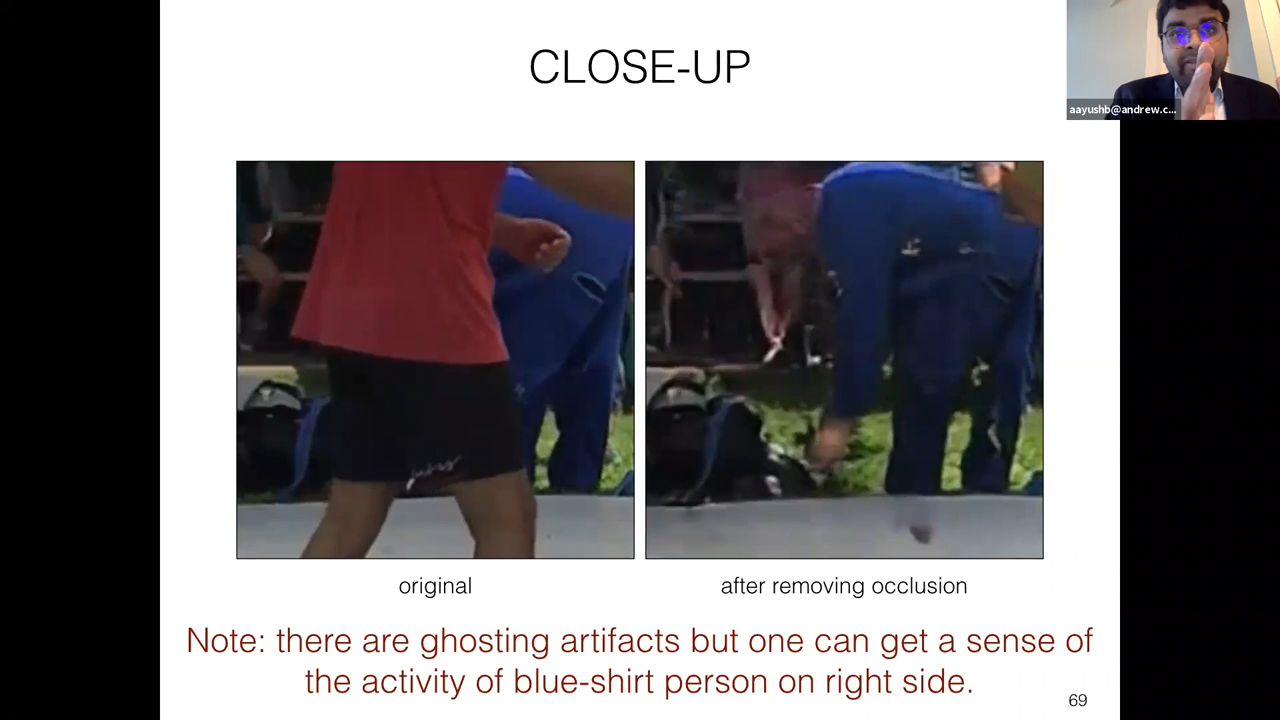 CLOSE-UP
aayushb@andrew.c...
original
after removing occlusion
Note: there are ghosting artifacts but one can get a sense of
the activity of blue-shirt person on right side.
69